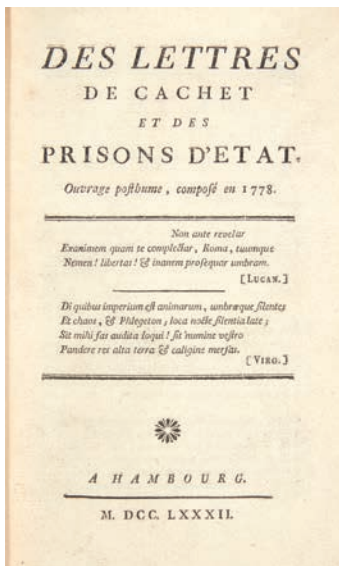 DES LETTRES
DE CACHET
ET DES
PRISONS D'ETAT.
Ouvrage posthume, composé en 1778.
Non ante revelar
Exanimem quam te complectar, Roma, tuumque
Nomen! libertas! & inanem prosequar umbram.
[LUCAN.]
Di quibus imperium est animarum, umbræque silentes
Et chaos, & Phlegeton; loca nocte silentia late;
Sit mihi fas audita loqui! sit numine vestro
Pandere res alta terra & caligine mersas.
[VIRG.]
A HAMBOURG.
M. DCC. LXXXII.